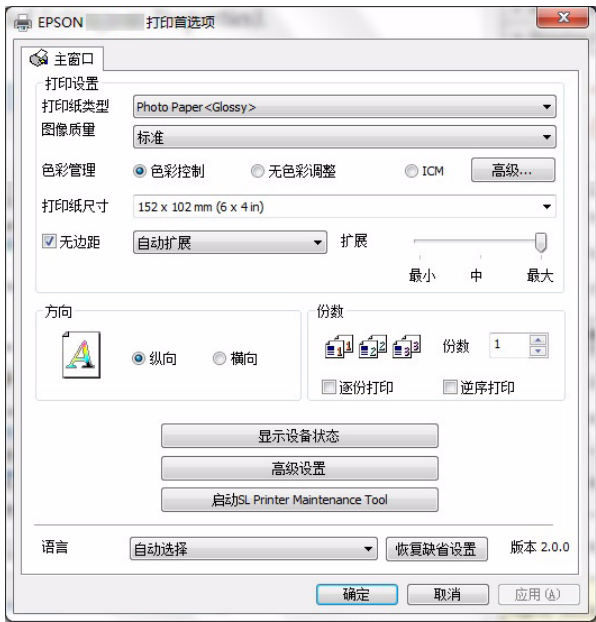 EPSON 打印首选项
主窗口
打印设置
打印纸类型 Photo Paper<Glossy>
图像质量 标准
色彩管理 色彩控制 无色彩调整 ICM 高级...
打印纸尺寸 152 x 102 mm (6 x 4 in)
无边距 自动扩展 扩展
最小 中 最大
方向
纵向 横向
份数
1 1 2 2 3 3 份数 1
逐份打印 逆序打印
显示设备状态
高级设置
启动SL Printer Maintenance Tool
语言 自动选择 恢复缺省设置 版本 2.0.0
确定 取消 应用(A)